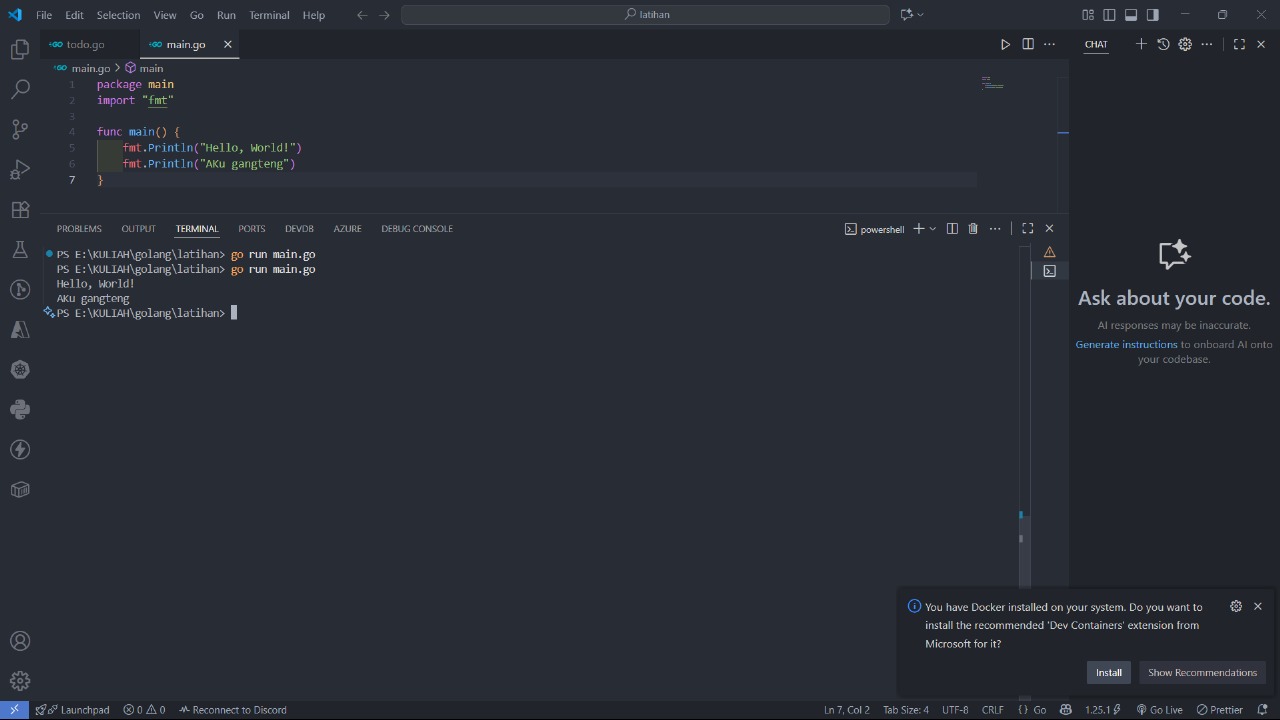 File Edit Selection View Go Run Terminal Help
latihan
todo.go
main.go
CHAT
main.go > main
1 package main
2 import "fmt"
3
4 func main() {
5 fmt.Println("Hello, World!")
6 fmt.Println("AKu gangteng")
7 }
PROBLEMS OUTPUT TERMINAL PORTS DEVDB AZURE DEBUG CONSOLE
powershell
PS E:\KULIAH\golang\latihan> go run main.go
PS E:\KULIAH\golang\latihan> go run main.go
Hello, World!
AKu gangteng
PS E:\KULIAH\golang\latihan>
Ask about your code.
AI responses may be inaccurate.
Generate instructions to onboard AI onto
your codebase.
You have Docker installed on your system. Do you want to
install the recommended 'Dev Containers' extension from
Microsoft for it?
Install
Show Recommendations
Launchpad 0 0 Reconnect to Discord Ln 7, Col 2 Tab Size: 4 UTF-8 CRLF {} Go 1.25.1 Go Live Prettier